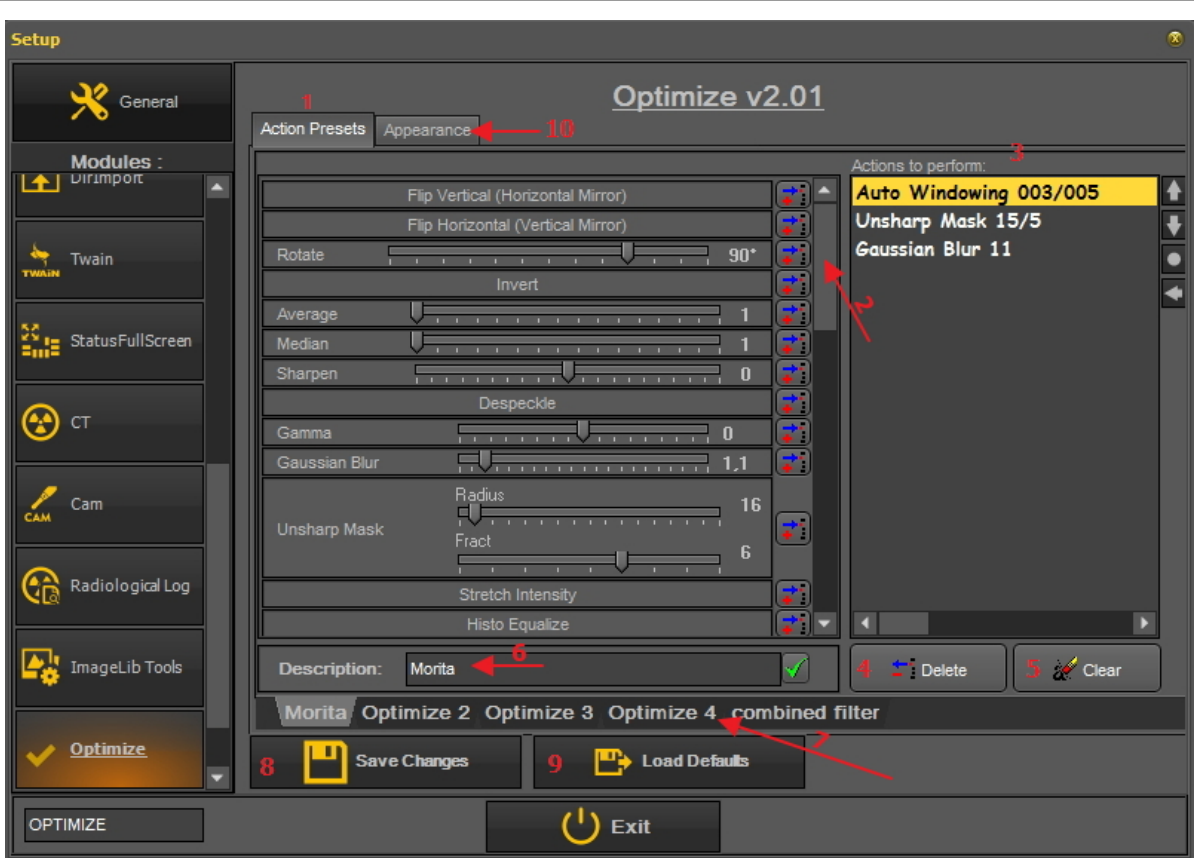 Setup
General
Optimize v2.01
1
Action Presets
Appearance
10
Modules :
DirImport
Twain
TWAIN
StatusFullScreen
CT
Cam
CAM
Radiological Log
ImageLib Tools
Optimize
OPTIMIZE
Flip Vertical (Horizontal Mirror)
Flip Horizontal (Vertical Mirror)
Rotate 90°
Invert
Average 1
Median 1
Sharpen 0
Despeckle
Gamma 0
Gaussian Blur 1,1
Unsharp Mask
Radius 16
Fract 6
Stretch Intensity
Histo Equalize
2
Actions to perform:
3
Auto Windowing 003/005
Unsharp Mask 15/5
Gaussian Blur 11
Description: Morita
6
4 Delete
5 Clear
Morita Optimize 2 Optimize 3 Optimize 4 combined filter
7
8 Save Changes
9 Load Defaults
Exit